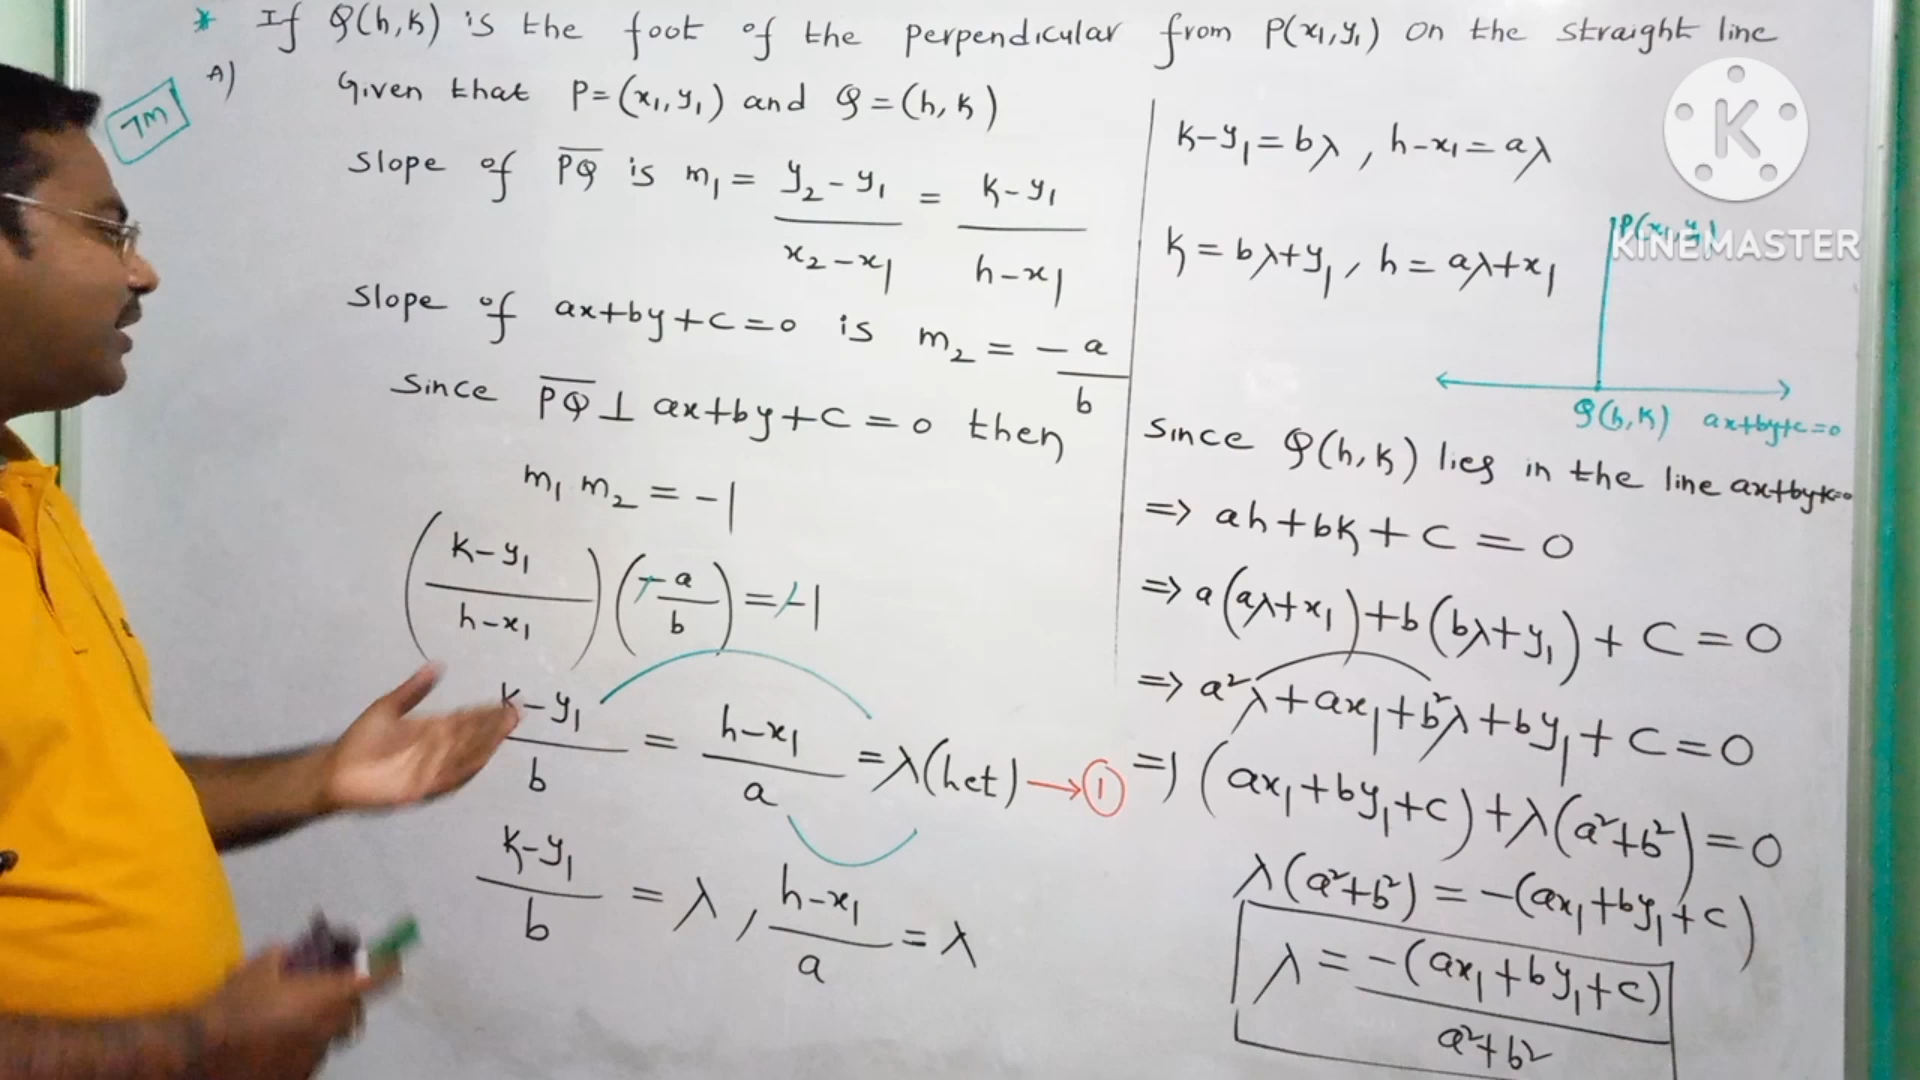 * If Q(h,k) is the foot of the perpendicular from P(x₁,y₁) on the straight line
A)
7M
Given that P=(x₁,y₁) and Q=(h,k)
Slope of P̅Q̅ is m₁ = (y₂-y₁)/(x₂-x₁) = (k-y₁)/(h-x₁)
Slope of ax+by+c=0 is m₂ = -a/b
Since P̅Q̅ ⊥ ax+by+c=0 then
m₁ m₂ = -1
((k-y₁)/(h-x₁)) (-a/b) = -1
(k-y₁)/b = (h-x₁)/a = λ(let) → ①
(k-y₁)/b = λ , (h-x₁)/a = λ
k-y₁=bλ , h-x₁=aλ
k=bλ+y₁ , h=aλ+x₁
K
KINEMASTER
P(x₁,y₁)
Q(h,k) ax+by+c=0
Since Q(h,k) lies in the line ax+by+c=0
=> ah+bk+c=0
=> a(aλ+x₁)+b(bλ+y₁)+c=0
=> a²λ+ax₁+b²λ+by₁+c=0
=> (ax₁+by₁+c)+λ(a²+b²)=0
λ(a²+b²)=-(ax₁+by₁+c)
λ = -(ax₁+by₁+c)/(a²+b²)